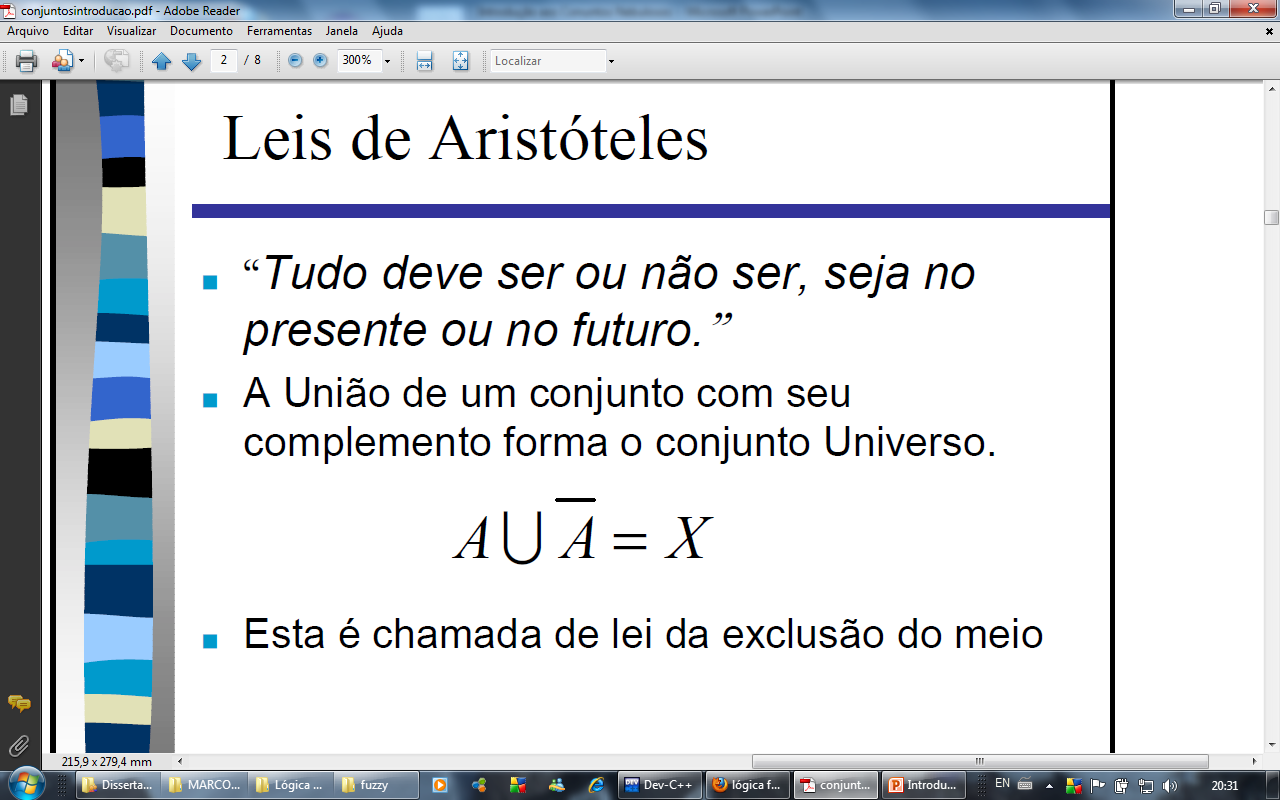 conjuntosintroducao.pdf - Adobe Reader
Arquivo Editar Visualizar Documento Ferramentas Janela Ajuda
2 / 8 300% Localizar
Leis de Aristóteles
“Tudo deve ser ou não ser, seja no
presente ou no futuro.”
A União de um conjunto com seu
complemento forma o conjunto Universo.
A ⋃ A̅ = X
Esta é chamada de lei da exclusão do meio
215,9 x 279,4 mm
Disserta... MARCO... Lógica ... fuzzy Dev-C++ lógica f... conjunt... Introdu... EN 20:31